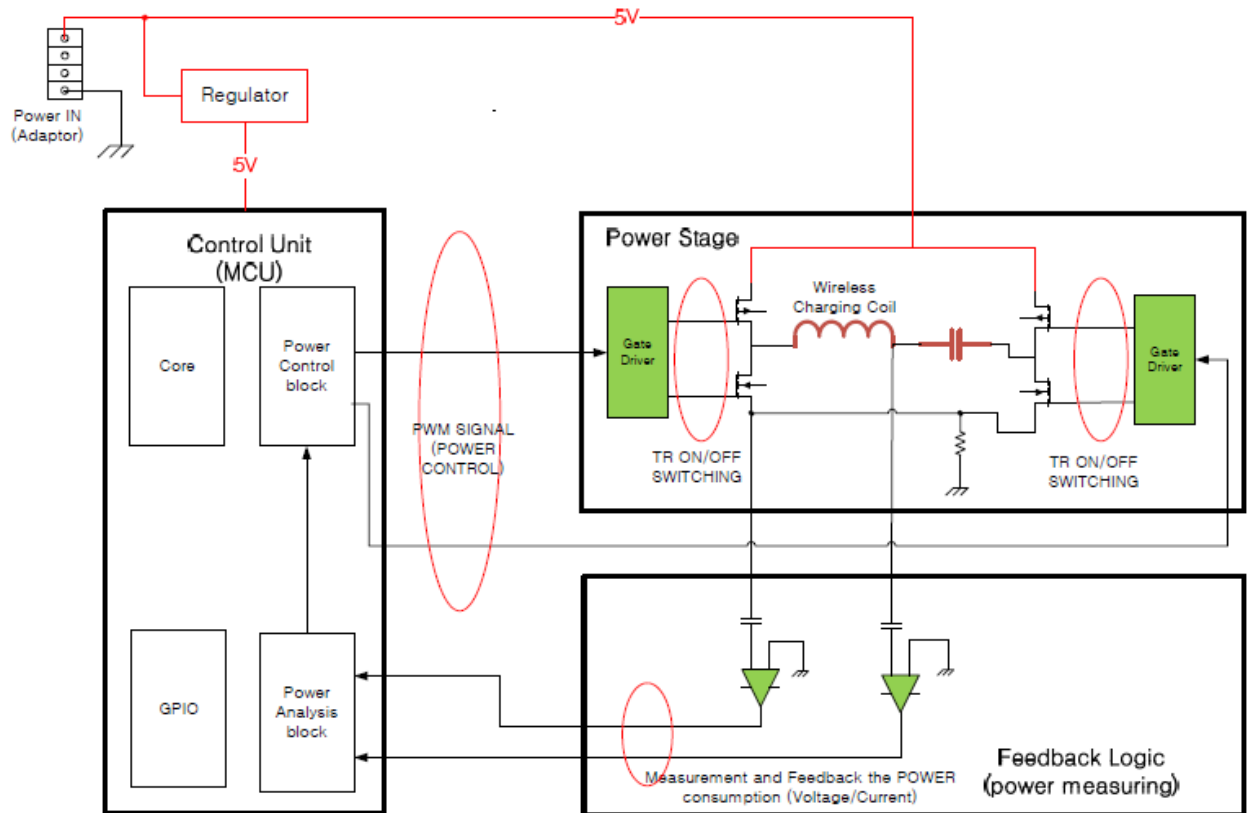 5V
Power IN
(Adaptor)
Regulator
5V
Control Unit
(MCU)
Core
Power
Control
block
GPIO
Power
Analysis
block
PWM SIGNAL
(POWER
CONTROL)
Power Stage
Gate
Driver
Wireless
Charging Coil
Gate
Driver
TR ON/OFF
SWITCHING
TR ON/OFF
SWITCHING
Measurement and Feedback the POWER
consumption (Voltage/Current)
Feedback Logic
(power measuring)